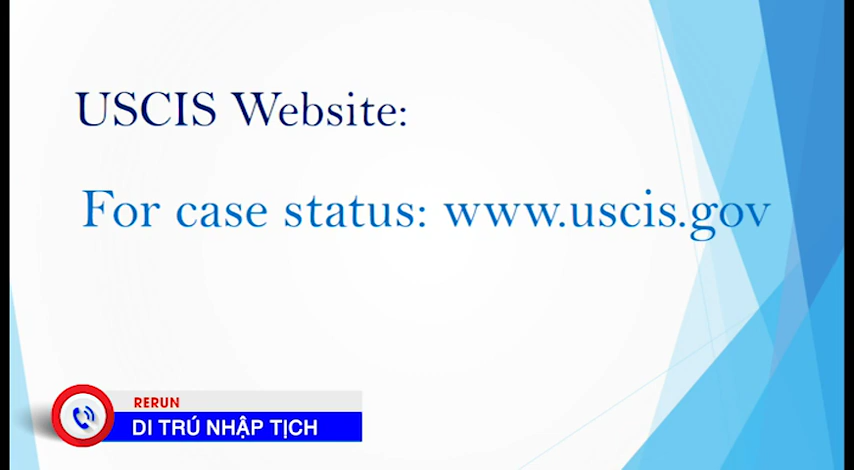 USCIS Website:
For case status: www.uscis.gov
RERUN
DI TRÚ NHẬP TỊCH